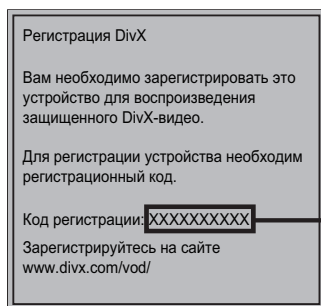 Регистрация DivX
Вам необходимо зарегистрировать это
устройство для воспроизведения
защищенного DivX-видео.
Для регистрации устройства необходим
регистрационный код.
Код регистрации: XXXXXXXXXX
Зарегистрируйтесь на сайте
www.divx.com/vod/